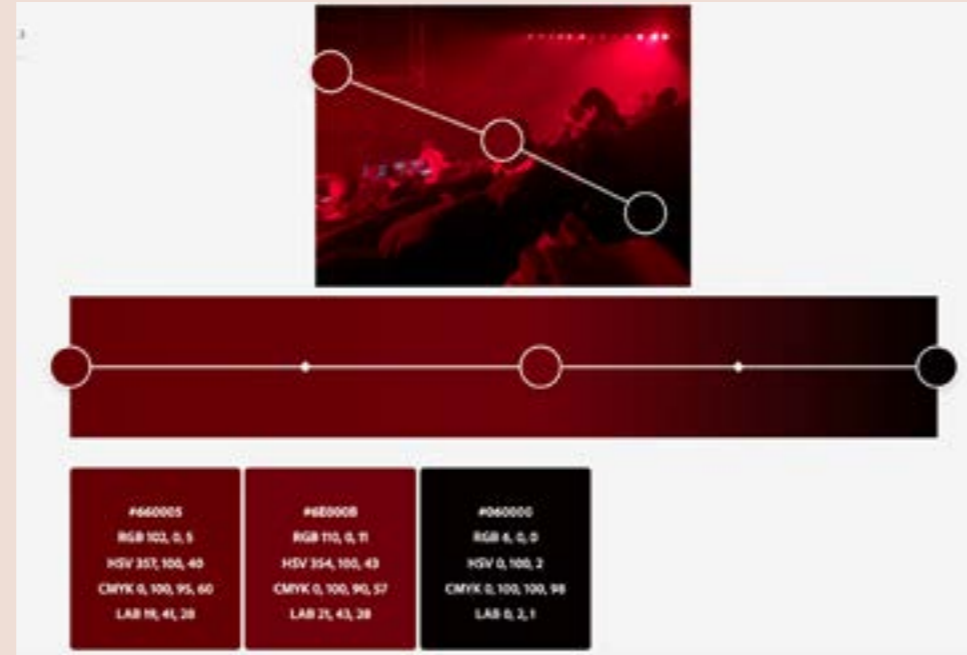 #660005
RGB 102, 0, 5
HSV 357, 100, 40
CMYK 0, 100, 95, 60
LAB 19, 41, 28
#6E000B
RGB 110, 0, 11
HSV 354, 100, 43
CMYK 0, 100, 90, 57
LAB 21, 43, 28
#060000
RGB 6, 0, 0
HSV 0, 100, 2
CMYK 0, 100, 100, 98
LAB 0, 2, 1